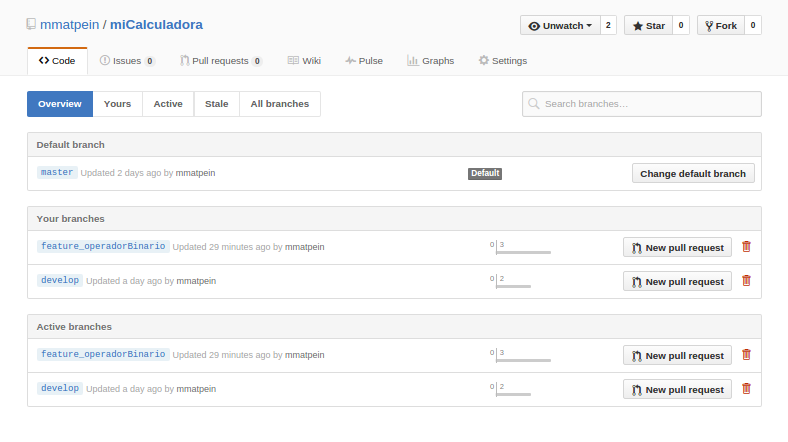 mmatpein / miCalculadora
Unwatch 2 Star 0 Fork 0
Code Issues 0 Pull requests 0 Wiki Pulse Graphs Settings
Overview Yours Active Stale All branches Search branches...
Default branch
master Updated 2 days ago by mmatpein Default Change default branch
Your branches
feature_operadorBinario Updated 29 minutes ago by mmatpein 0 3 New pull request
develop Updated a day ago by mmatpein 0 2 New pull request
Active branches
feature_operadorBinario Updated 29 minutes ago by mmatpein 0 3 New pull request
develop Updated a day ago by mmatpein 0 2 New pull request